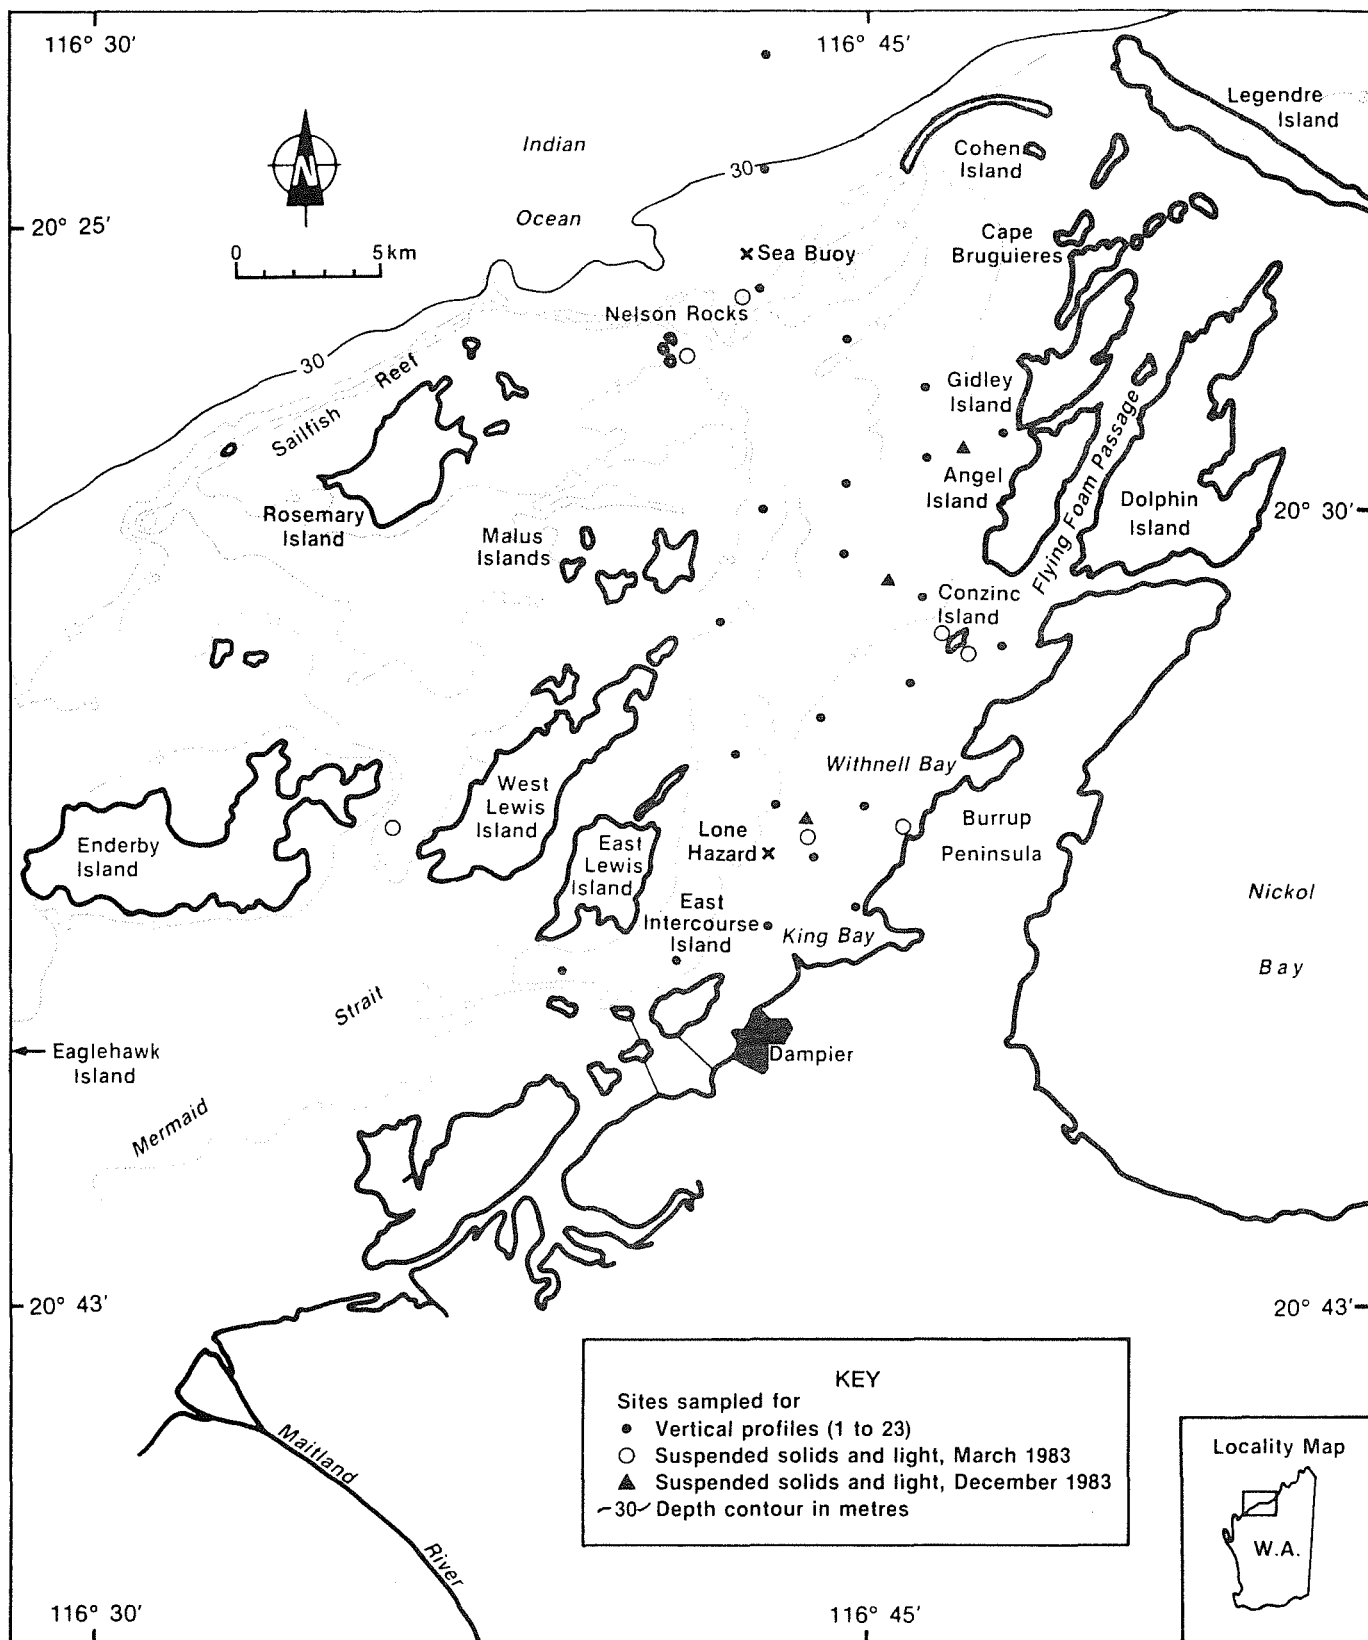 116° 30′
116° 45′
Legendre
Island
Indian
Ocean
30
Cohen
Island
N
20° 25′
0
5 km
Cape
Bruguieres
Sea Buoy
Nelson Rocks
30
Sailfish Reef
Gidley
Island
Angel
Island
Flying Foam Passage
Dolphin
Island
20° 30′
Rosemary
Island
Malus
Islands
Conzinc
Island
Withnell Bay
West
Lewis
Island
Enderby
Island
East
Lewis
Island
Lone
Hazard
Burrup
Peninsula
East
Intercourse
Island
King Bay
Nickol
Bay
Mermaid Strait
Eaglehawk
Island
Dampier
20° 43′
20° 43′
Maitland River
KEY
Sites sampled for
Vertical profiles (1 to 23)
Suspended solids and light, March 1983
Suspended solids and light, December 1983
30 Depth contour in metres
Locality Map
W.A.
116° 30′
116° 45′